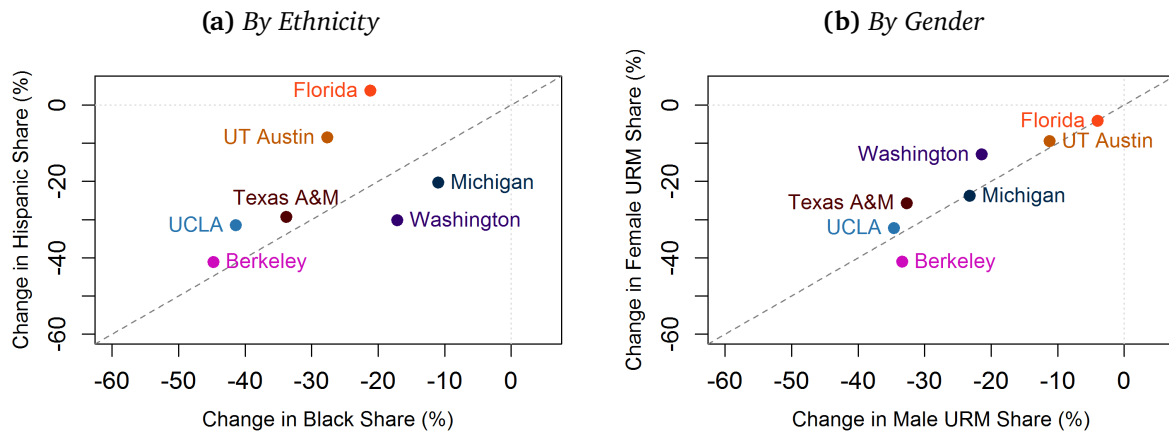 (a) By Ethnicity
Change in Hispanic Share (%)
0
-20
-40
-60
Florida
UT Austin
Michigan
Texas A&M
Washington
UCLA
Berkeley
-60 -50 -40 -30 -20 -10 0
Change in Black Share (%)
(b) By Gender
Change in Female URM Share (%)
0
-20
-40
-60
Florida
UT Austin
Washington
Michigan
Texas A&M
UCLA
Berkeley
-60 -50 -40 -30 -20 -10 0
Change in Male URM Share (%)